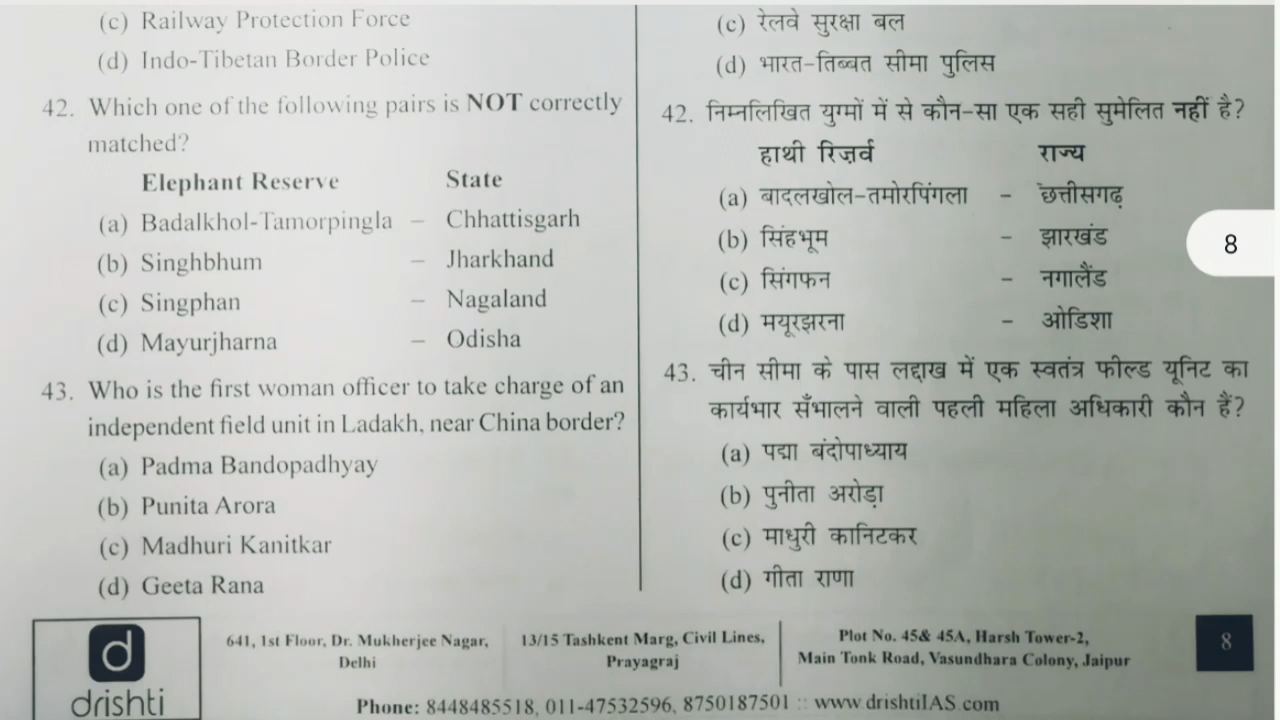 (c) Railway Protection Force
(d) Indo-Tibetan Border Police
42. Which one of the following pairs is NOT correctly
matched?
Elephant Reserve State
(a) Badalkhol-Tamorpingla – Chhattisgarh
(b) Singhbhum – Jharkhand
(c) Singphan – Nagaland
(d) Mayurjharna – Odisha
43. Who is the first woman officer to take charge of an
independent field unit in Ladakh, near China border?
(a) Padma Bandopadhyay
(b) Punita Arora
(c) Madhuri Kanitkar
(d) Geeta Rana
(c) रेलवे सुरक्षा बल
(d) भारत-तिब्बत सीमा पुलिस
42. निम्नलिखित युग्मों में से कौन-सा एक सही सुमेलित नहीं है?
हाथी रिज़र्व राज्य
(a) बादलखोल-तमोरपिंगला – छत्तीसगढ़
(b) सिंहभूम – झारखंड
(c) सिंगफन – नगालैंड
(d) मयूरझरना – ओडिशा
43. चीन सीमा के पास लद्दाख में एक स्वतंत्र फील्ड यूनिट का
कार्यभार सँभालने वाली पहली महिला अधिकारी कौन हैं?
(a) पद्मा बंदोपाध्याय
(b) पुनीता अरोड़ा
(c) माधुरी कानिटकर
(d) गीता राणा
8
d
drishti
641, 1st Floor, Dr. Mukherjee Nagar,
Delhi
13/15 Tashkent Marg, Civil Lines,
Prayagraj
Plot No. 45& 45A, Harsh Tower-2,
Main Tonk Road, Vasundhara Colony, Jaipur
8
Phone: 8448485518, 011-47532596, 8750187501 :: www.drishtiIAS.com